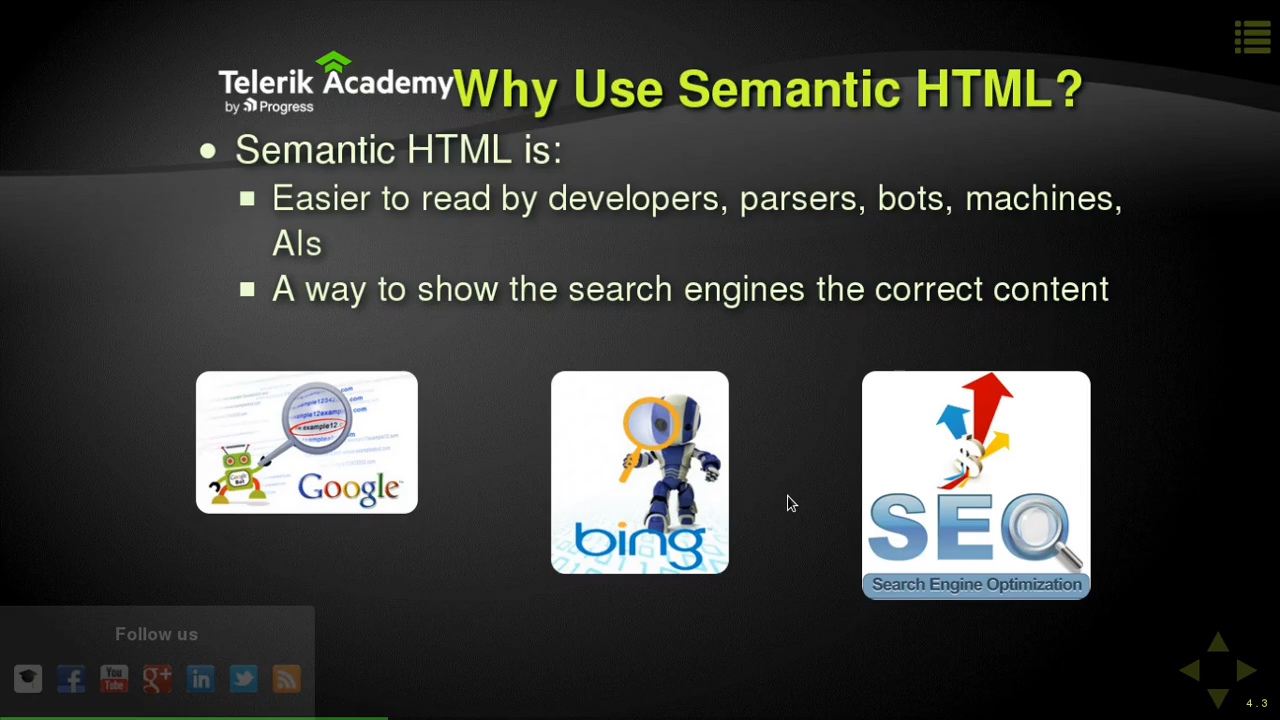 Telerik Academy
by Progress
Why Use Semantic HTML?
Semantic HTML is:
Easier to read by developers, parsers, bots, machines,
AIs
A way to show the search engines the correct content
Google
bing
SEO
Search Engine Optimization
Follow us
You
Tube
4.3